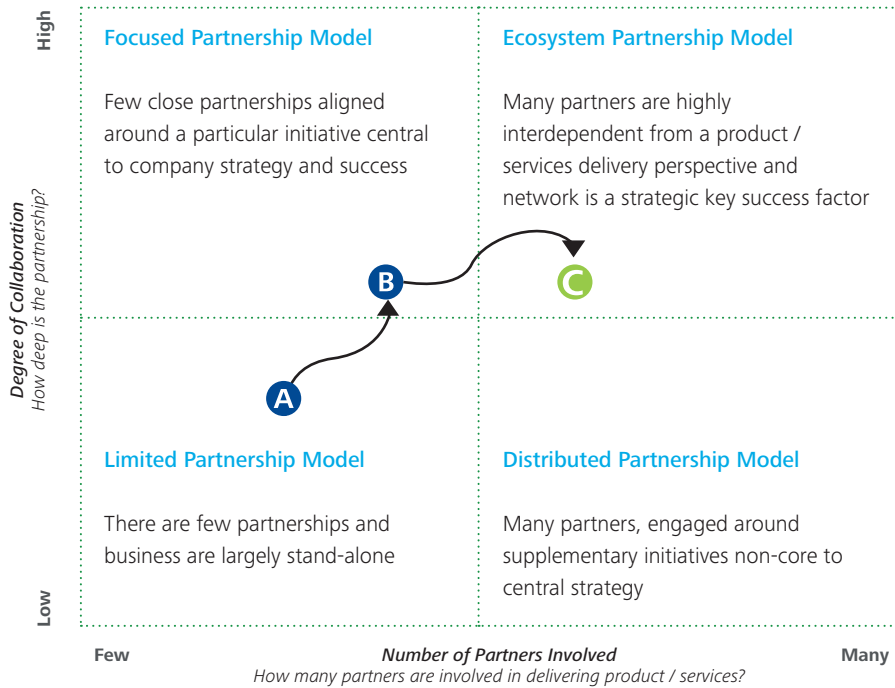 High
Focused Partnership Model
Few close partnerships aligned
around a particular initiative central
to company strategy and success
Ecosystem Partnership Model
Many partners are highly
interdependent from a product /
services delivery perspective and
network is a strategic key success factor
Degree of Collaboration
How deep is the partnership?
B
C
A
Limited Partnership Model
There are few partnerships and
business are largely stand-alone
Distributed Partnership Model
Many partners, engaged around
supplementary initiatives non-core to
central strategy
Low
Few
Number of Partners Involved
Many
How many partners are involved in delivering product / services?